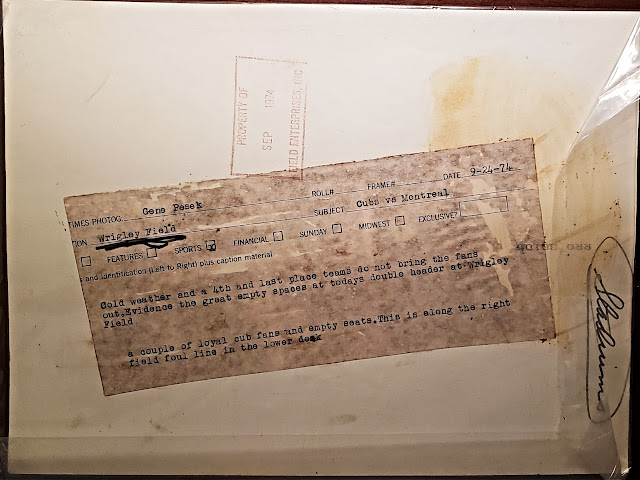 PROPERTY OF
SEP 1974
FIELD ENTERPRISES, INC
TIMES PHOTOG. Gene Pesek ROLL# FRAME# DATE 9-24-74
ION Wrigley Field SUBJECT Cubs vs Montreal
FEATURES SPORTS FINANCIAL SUNDAY MIDWEST EXCLUSIVE?
and identification (Left to Right) plus caption material
Cold weather and a 4th and last place teams do not bring the fans
out.Evidence the great empty spaces at todays double header at Wrigley
Field
a couple of loyal cub fans and empty seats.This is along the right
field foul line in the lower deck
Stadiums